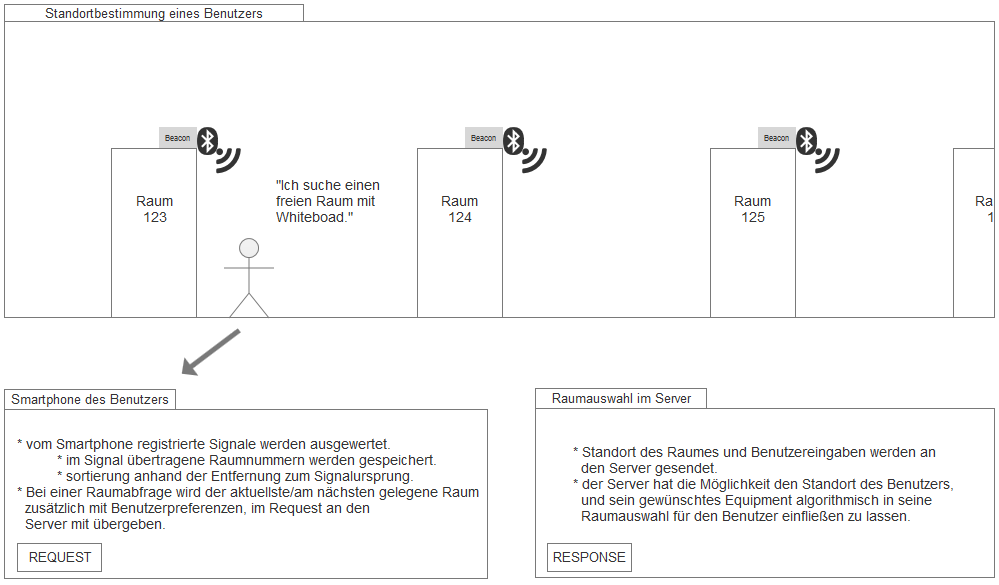 Standortbestimmung eines Benutzers
Beacon
Beacon
Beacon
"Ich suche einen
freien Raum mit
Whiteboad."
Raum
123
Raum
124
Raum
125
Ra
1
Smartphone des Benutzers
* vom Smartphone registrierte Signale werden ausgewertet.
* im Signal übertragene Raumnummern werden gespeichert.
* sortierung anhand der Entfernung zum Signalursprung.
* Bei einer Raumabfrage wird der aktuellste/am nächsten gelegene Raum
zusätzlich mit Benutzerpreferenzen, im Request an den
Server mit übergeben.
REQUEST
Raumauswahl im Server
* Standort des Raumes und Benutzereingaben werden an
den Server gesendet.
* der Server hat die Möglichkeit den Standort des Benutzers,
und sein gewünschtes Equipment algorithmisch in seine
Raumauswahl für den Benutzer einfließen zu lassen.
RESPONSE